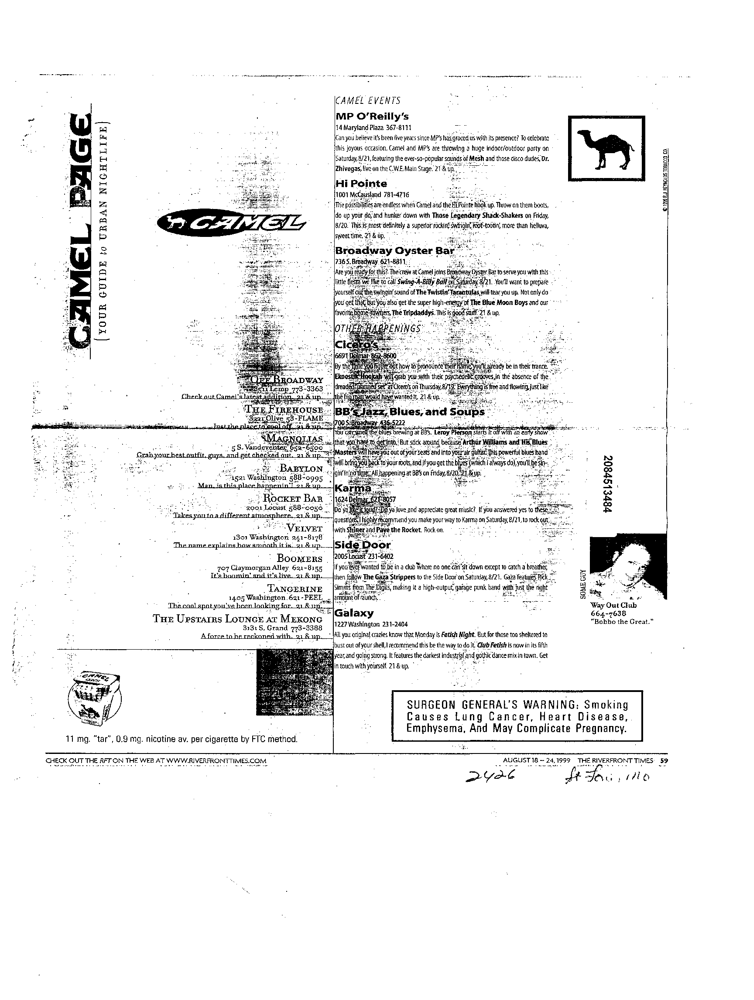 CAMEL PAGE
[YOUR GUIDE to URBAN NIGHTLIFE]
CAMEL
OFF BROADWAY
Lemp 773-3363
Check out Camel's latest addition. 21 & up.
THE FIREHOUSE
3221 Olive 58-FLAME
Just the place to cool off. 21 & up.
MAGNOLIAS
5 S. Vandeventer 652-6500
Grab your best outfit, guys, and get checked out. 21 & up.
BABYLON
1521 Washington 588-0995
Man, is this place happenin'! 21 & up.
ROCKET BAR
2001 Locust 588-0050
Takes you to a different atmosphere. 21 & up.
VELVET
1301 Washington 241-8178
The name explains how smooth it is. 21 & up.
BOOMERS
707 Claymorgan Alley 621-8155
It's boomin' and it's live. 21 & up.
TANGERINE
1405 Washington 621-PEEL
The cool spot you've been looking for. 21 & up.
THE UPSTAIRS LOUNGE AT MEKONG
3131 S. Grand 773-3388
A force to be reckoned with. 21 & up.
CAMEL EVENTS
MP O'Reilly's
14 Maryland Plaza 367-8111
Can you believe it's been five years since MP's has graced us with its presence? To celebrate
this joyous occasion, Camel and MP's are throwing a huge indoor/outdoor party on
Saturday, 8/21, featuring the ever-so-popular sounds of Mesh and those disco dudes, Dr.
Zhivegas, live on the C.W.E. Main Stage. 21 & up.
Hi Pointe
1001 McCausland 781-4716
The possibilities are endless when Camel and the Hi Pointe hook up. Throw on them boots,
do up your do, and hunker down with Those Legendary Shack-Shakers on Friday,
8/20. This is most definitely a superior rockin', swingin', root-tootin', more than helluva,
sweet time. 21 & up.
Broadway Oyster Bar
736 S. Broadway 621-8811
Are you ready for this? The crew at Camel joins Broadway Oyster Bar to serve you with this
little fiesta we like to call Swing-A-Billy Ball on Saturday, 8/21. You'll want to prepare
yourself cuz the swingin' sound of The Twistin' Tarantulas will tear you up. Not only do
you get that, but you also get the super high-energy of The Blue Moon Boys and our
favorite home-towners, The Tripdaddys. This is good stuff. 21 & up.
OTHER HAPPENINGS
Cicero's
6691 Delmar 862-8600
By the time you figure out how to pronounce their name, you'll already be in their trance.
will grab you with their psychedelic grooves in the absence of the
dreaded canned set at Cicero's on Thursday, 8/19. Everything is free and flowing, just like
the big man would have wanted it. 21 & up.
BB's Jazz, Blues, and Soups
700 S. Broadway 436-5222
You can smell the blues brewing at BB's. Leroy Pierson starts it off with an early show
that you have to get into. But stick around because Arthur Williams and His Blues
Masters will have you out of your seats and into your air guitar. This powerful blues band
will bring you back to your roots, and if you get the blues (which I always do), you'll be sin-
gin' in no time. All happening at BB's on Friday, 8/20. 21 & up.
Karma
1624 Delmar 621-8057
Do ya like it loud? Do ya love and appreciate great music? If you answered yes to these
questions, I highly recommend you make your way to Karma on Saturday, 8/21, to rock out
with Shiner and Pave the Rocket. Rock on.
Side Door
2005 Locust 231-6402
If you ever wanted to be in a club where no one can sit down except to catch a breather,
then follow The Gaza Strippers to the Side Door on Saturday, 8/21. Gaza features Rick
Simms from The Digits, making it a high-output, garage punk band with just the right
amount of raunch.
Galaxy
1227 Washington 231-2404
All you original crazies know that Monday is Fetish Night. But for those too sheltered to
bust out of your shell, I recommend this be the way to do it. Club Fetish is now in its fifth
year, and going strong. It features the darkest industrial and gothic dance mix in town. Get
in touch with yourself. 21 & up.
2084513484
SOME GUY
Way Out Club
664-7638
"Bobbo the Great."
CAMEL
11 mg. "tar", 0.9 mg. nicotine av. per cigarette by FTC method.
SURGEON GENERAL'S WARNING: Smoking
Causes Lung Cancer, Heart Disease,
Emphysema, And May Complicate Pregnancy.
CHECK OUT THE RFT ON THE WEB AT WWW.RIVERFRONTTIMES.COM
AUGUST 18 – 24, 1999 THE RIVERFRONT TIMES 59
2426
St Lou, mo